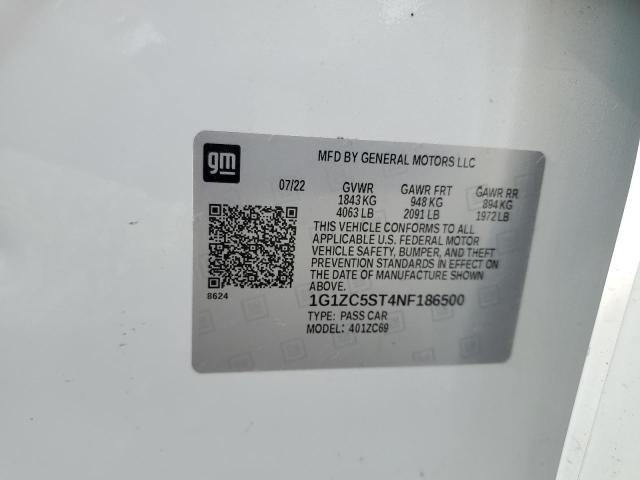 gm
MFD BY GENERAL MOTORS LLC
07/22 GVWR GAWR FRT GAWR RR
1843 KG 948 KG 894 KG
4063 LB 2091 LB 1972 LB
THIS VEHICLE CONFORMS TO ALL
APPLICABLE U.S. FEDERAL MOTOR
VEHICLE SAFETY, BUMPER, AND THEFT
PREVENTION STANDARDS IN EFFECT ON
THE DATE OF MANUFACTURE SHOWN
ABOVE.
8624
1G1ZC5ST4NF186500
TYPE: PASS CAR
MODEL: 401ZC69